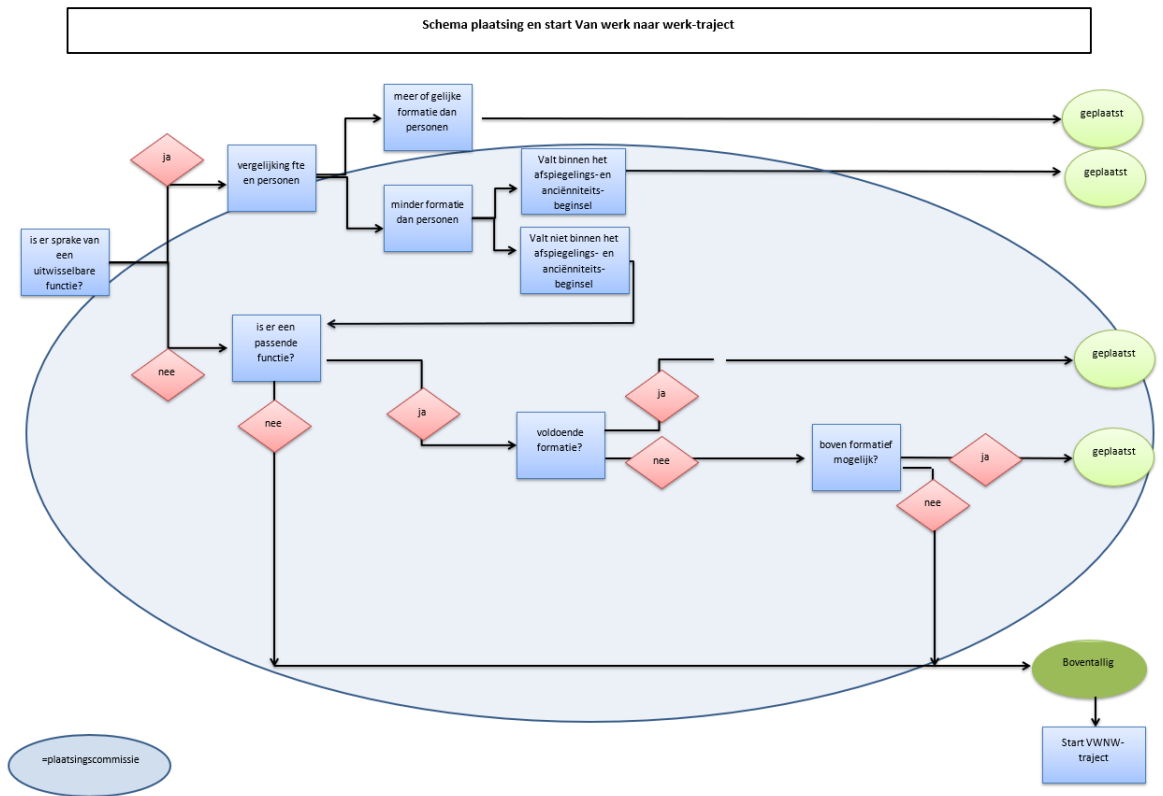 Schema plaatsing en start Van werk naar werk-traject
meer of gelijke
formatie dan
personen
geplaatst
ja
vergelijking fte
en personen
Valt binnen het
afspiegelings- en
anciënniteits-
beginsel
geplaatst
minder formatie
dan personen
is er sprake van
een
uitwisselbare
functie?
Valt niet binnen het
afspiegelings- en
anciënniteits-
beginsel
is er een
passende
functie?
nee
geplaatst
ja
ja
nee
voldoende
formatie?
nee
boven formatief
mogelijk?
ja
geplaatst
nee
Boventallig
Start VWNW-
traject
=plaatsingscommissie